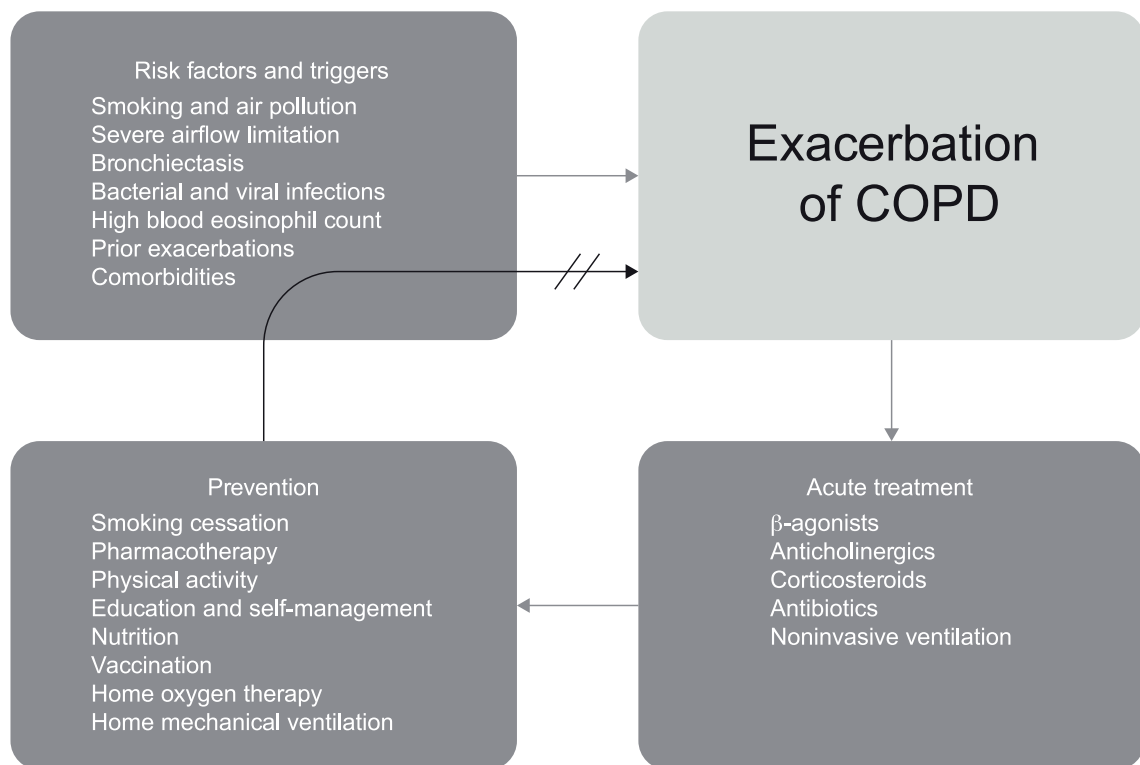 Risk factors and triggers
Smoking and air pollution
Severe airflow limitation
Bronchiectasis
Bacterial and viral infections
High blood eosinophil count
Prior exacerbations
Comorbidities
Exacerbation
of COPD
Prevention
Smoking cessation
Pharmacotherapy
Physical activity
Education and self-management
Nutrition
Vaccination
Home oxygen therapy
Home mechanical ventilation
Acute treatment
β-agonists
Anticholinergics
Corticosteroids
Antibiotics
Noninvasive ventilation